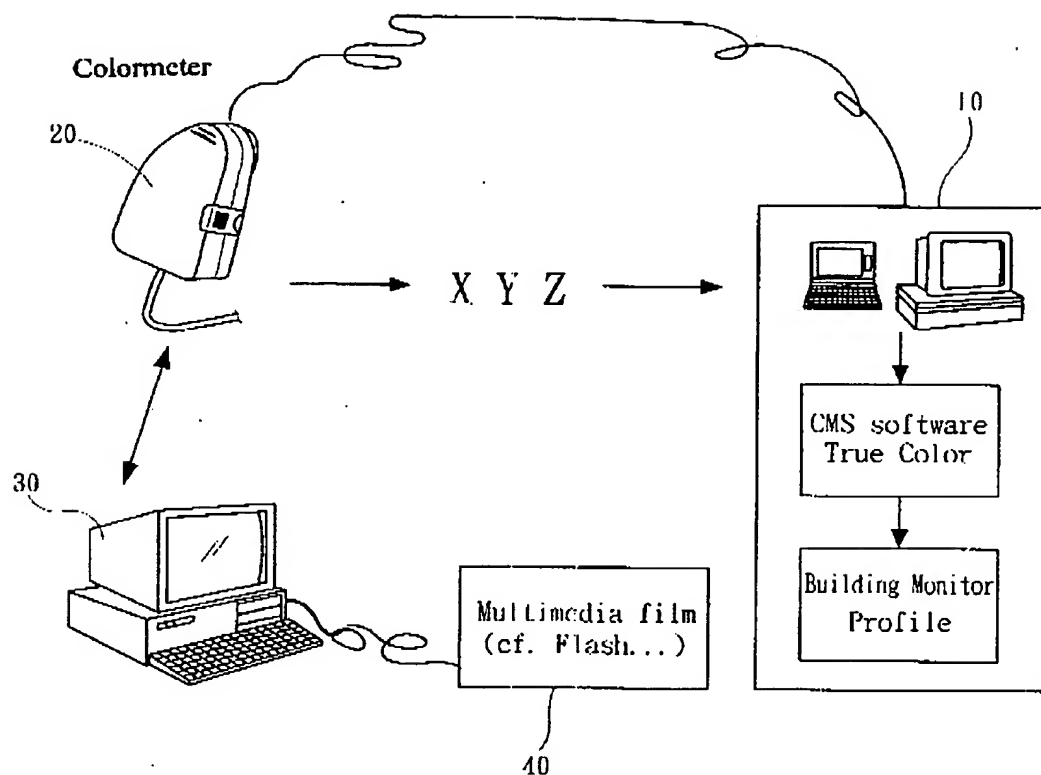 Colormeter
20
10
X Y Z
CMS software
True Color
30
Building Monitor
Profile
Multimedia film
(cf. Flash...)
40